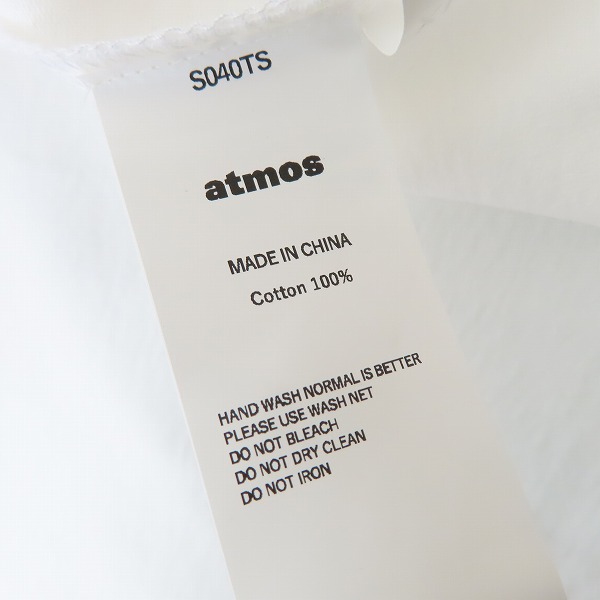 S040TS
atmos
MADE IN CHINA
Cotton 100%
HAND WASH NORMAL IS BETTER
PLEASE USE WASH NET
DO NOT BLEACH
DO NOT DRY CLEAN
DO NOT IRON